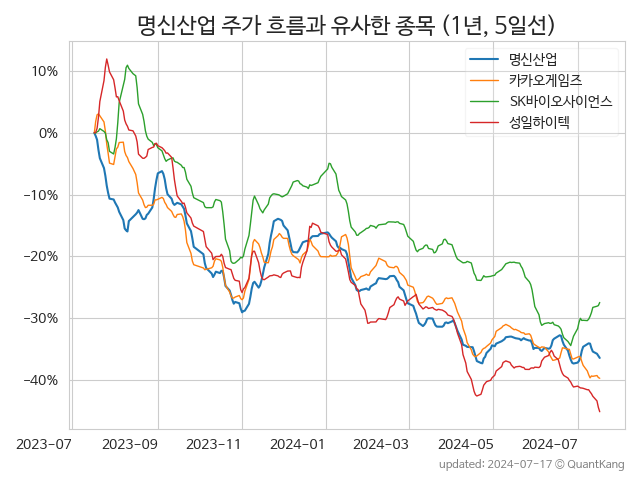 명신산업 주가 흐름과 유사한 종목 (1년, 5일선)
명신산업
카카오게임즈
SK바이오사이언스
성일하이텍
10%
0%
−10%
−20%
−30%
−40%
2023-07 2023-09 2023-11 2024-01 2024-03 2024-05 2024-07
updated: 2024-07-17 © QuantKang